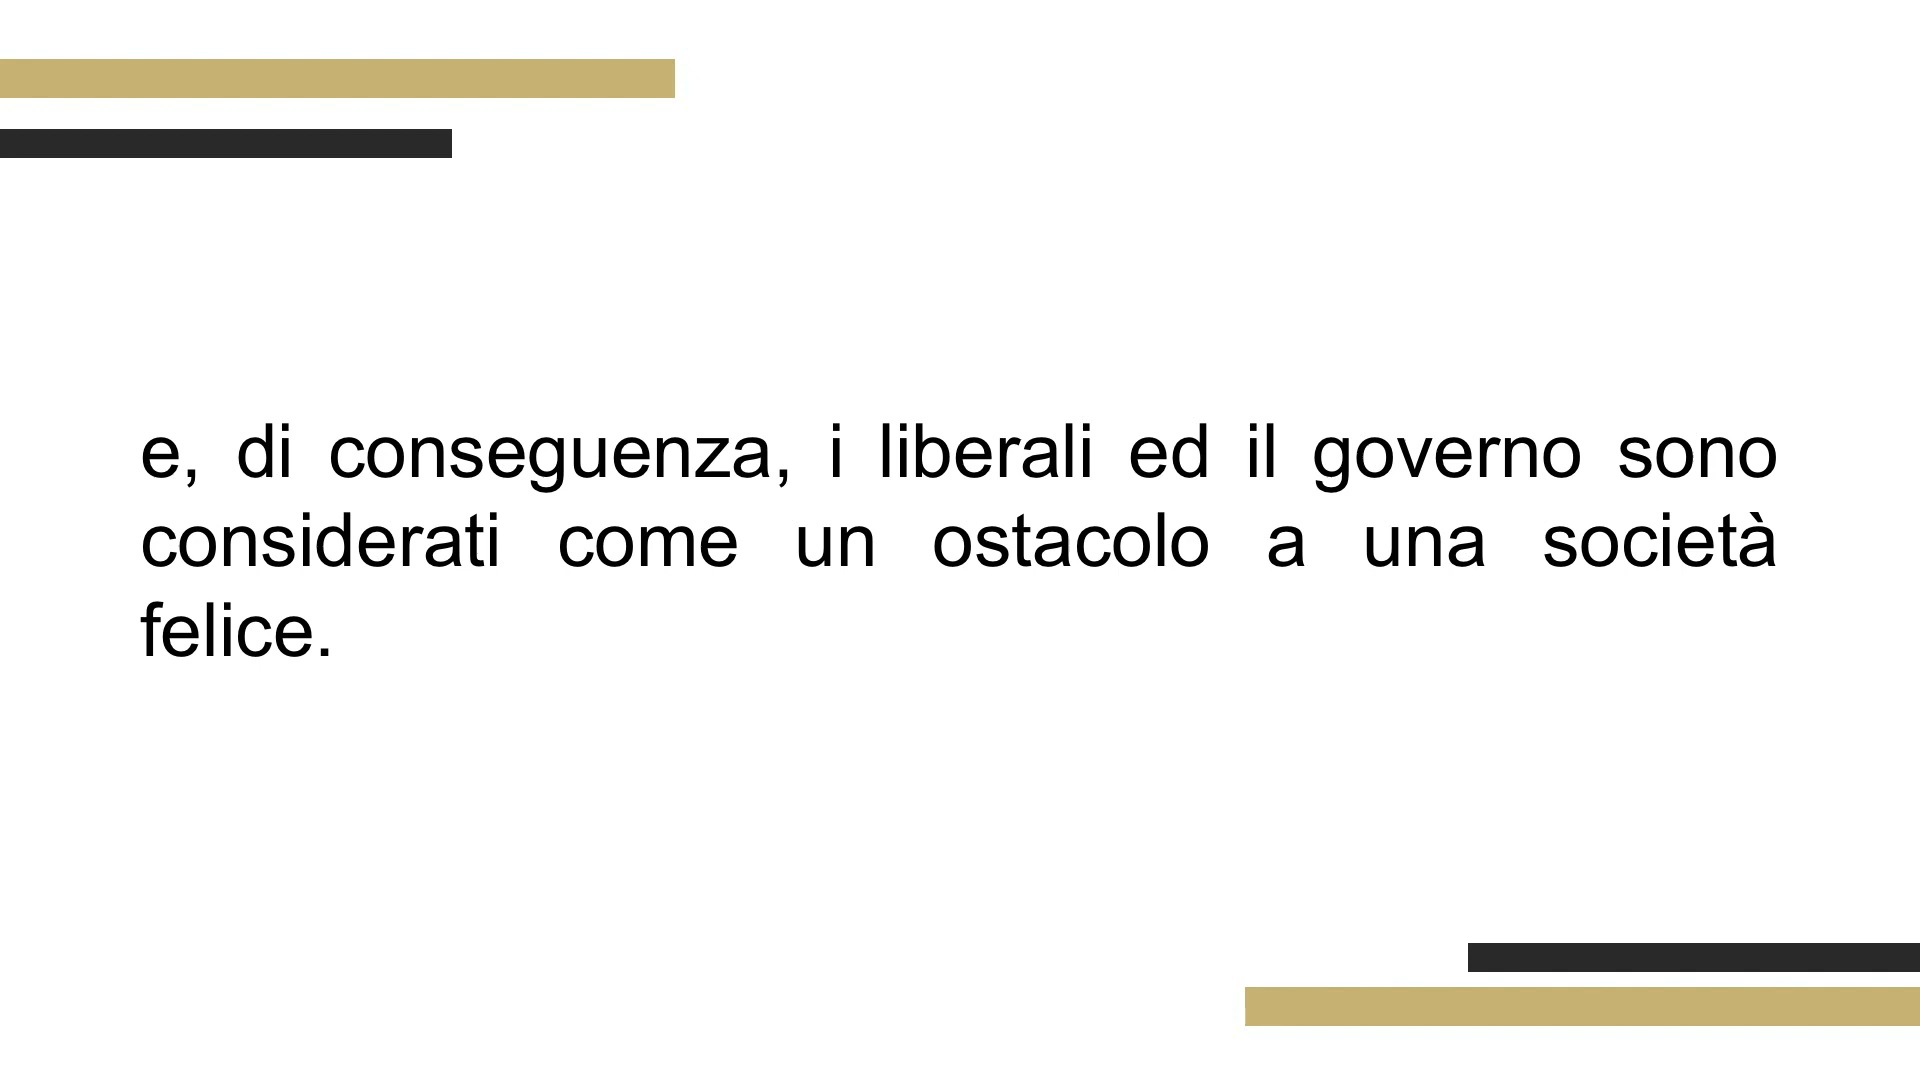 e, di conseguenza, i liberali ed il governo sono
considerati come un ostacolo a una società
felice.